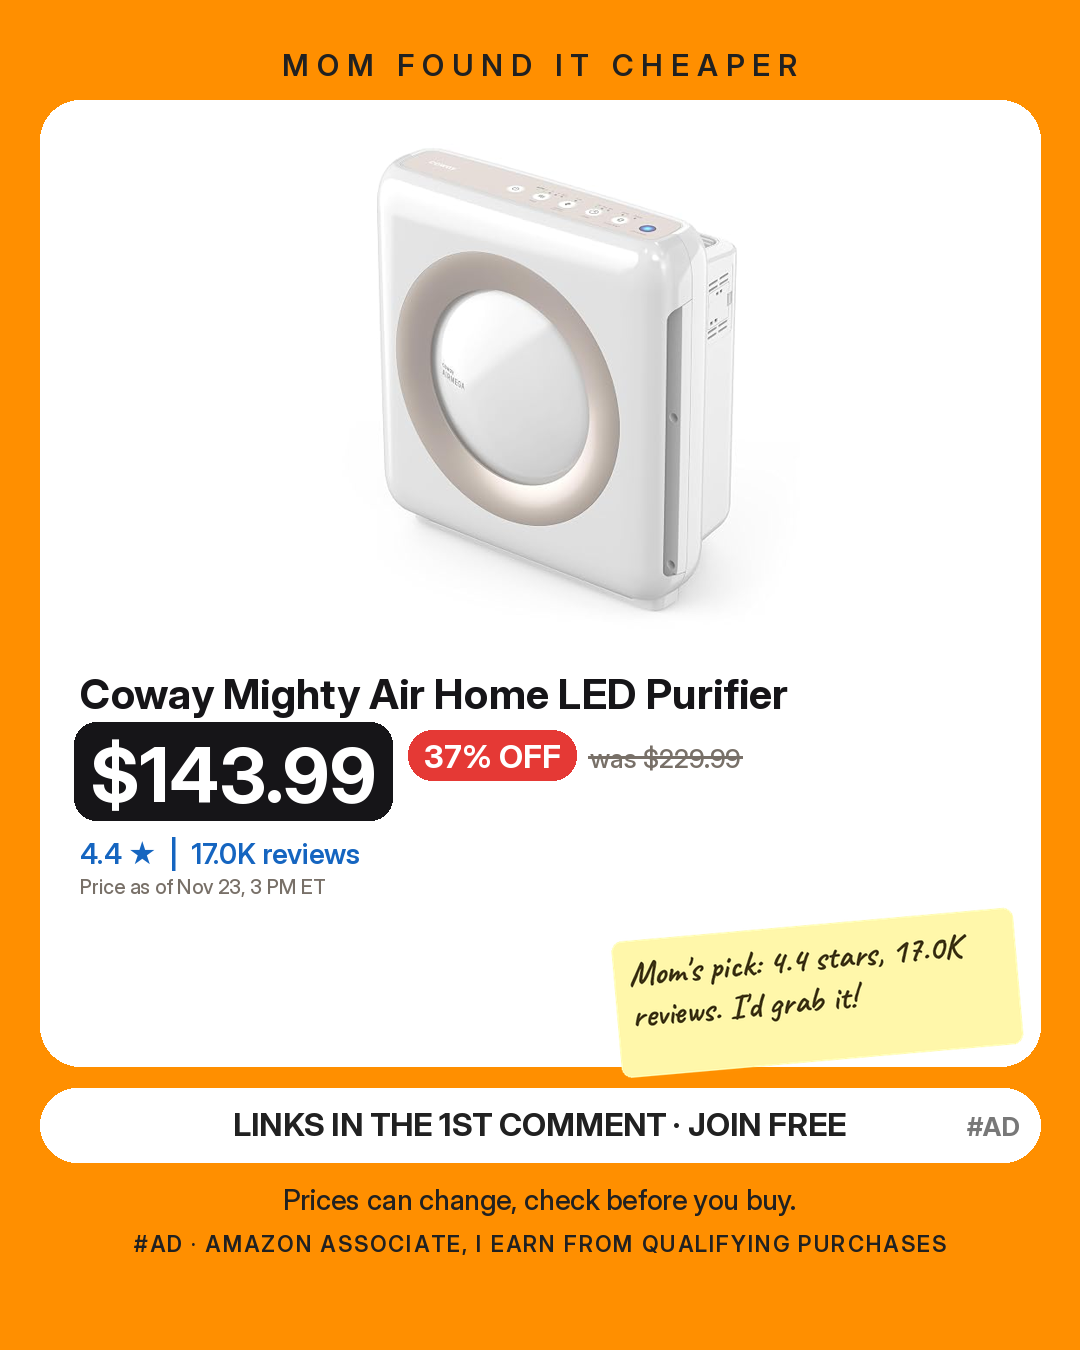 MOM FOUND IT CHEAPER
coway
AIRMEGA
Coway Mighty Air Home LED Purifier
$143.99
37% OFF
was $229.99
4.4 ★ | 17.0K reviews
Price as of Nov 23, 3 PM ET
Mom's pick: 4.4 stars, 17.0K
reviews. I'd grab it!
LINKS IN THE 1ST COMMENT · JOIN FREE
#AD
Prices can change, check before you buy.
#AD · AMAZON ASSOCIATE, I EARN FROM QUALIFYING PURCHASES